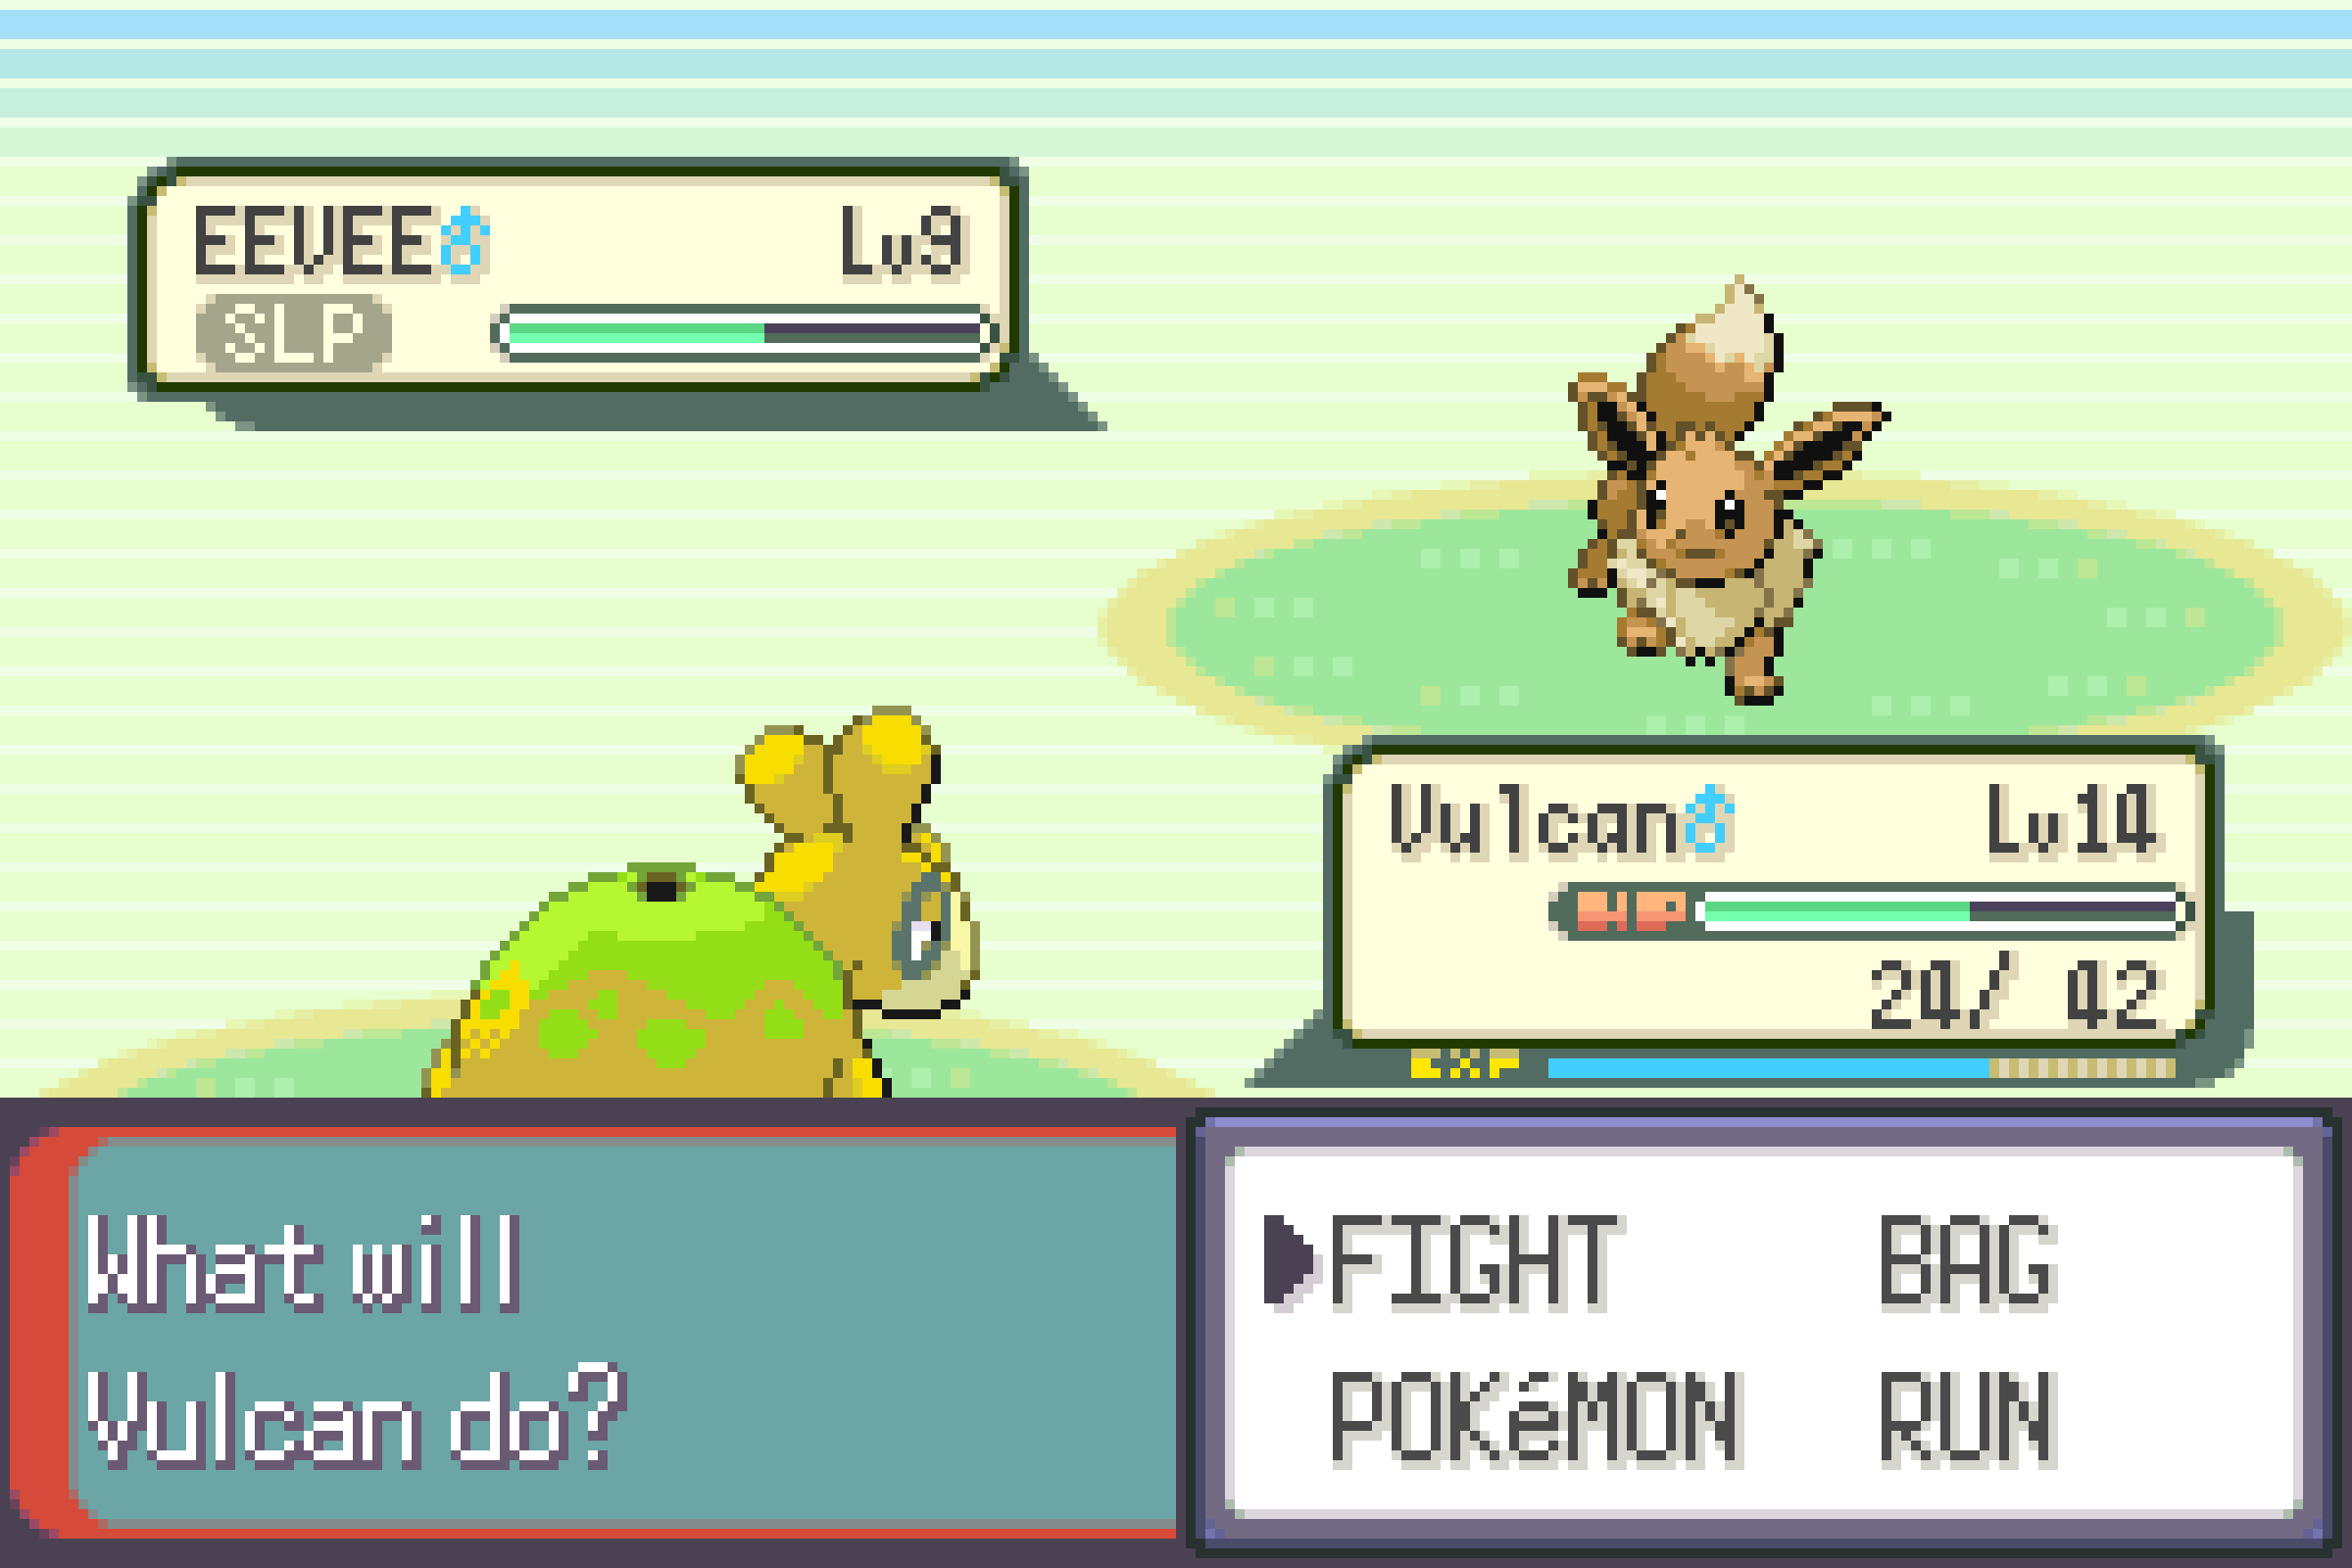 EEVEE♂ Lv9
SLP
Vulcan♂ Lv14
HP
24/ 42
EXP
What will
Vulcan do?
FIGHT BAG
POKéMON RUN